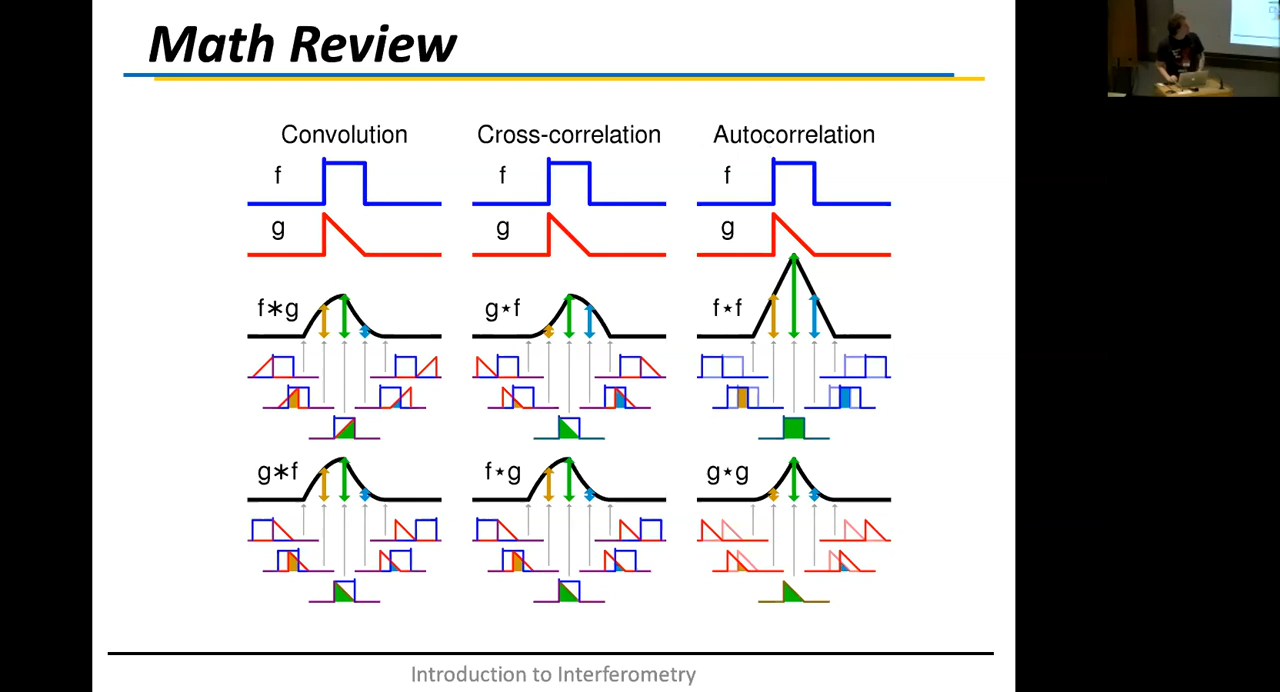 Math Review
Convolution Cross-correlation Autocorrelation
f f f
g g g
f∗g g⋆f f⋆f
g∗f f⋆g g⋆g
Introduction to Interferometry